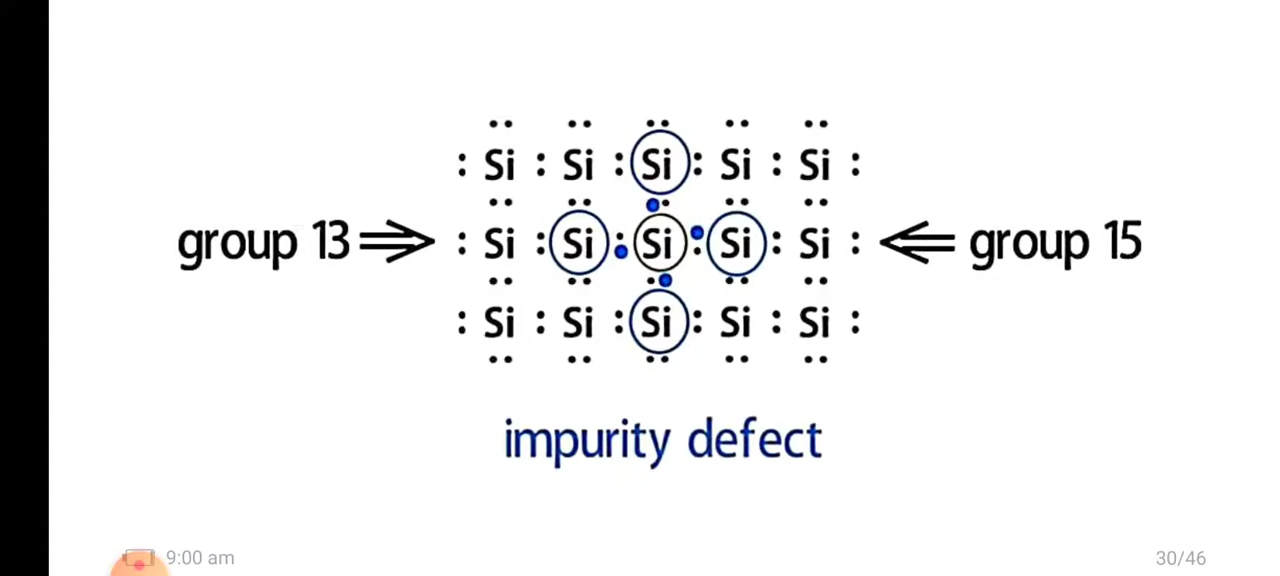 : Si : Si : Si : Si : Si :
group 13 : Si : Si : Si : Si : Si : group 15
: Si : Si : Si : Si : Si :
impurity defect
9:00 am 30/46